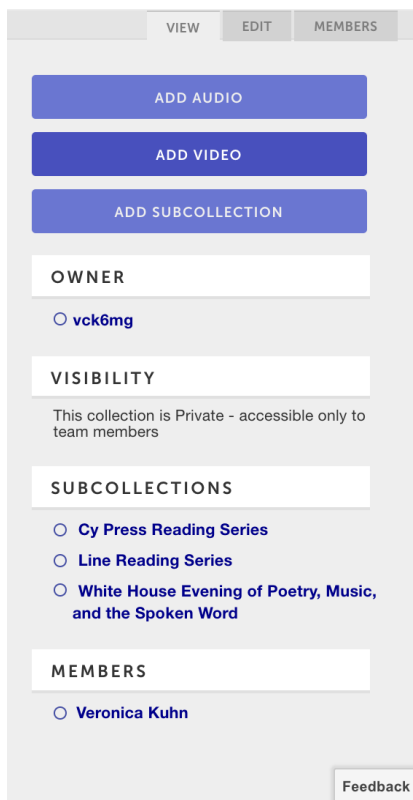 VIEW EDIT MEMBERS
ADD AUDIO
ADD VIDEO
ADD SUBCOLLECTION
OWNER
vck6mg
VISIBILITY
This collection is Private - accessible only to
team members
SUBCOLLECTIONS
Cy Press Reading Series
Line Reading Series
White House Evening of Poetry, Music,
and the Spoken Word
MEMBERS
Veronica Kuhn
Feedback